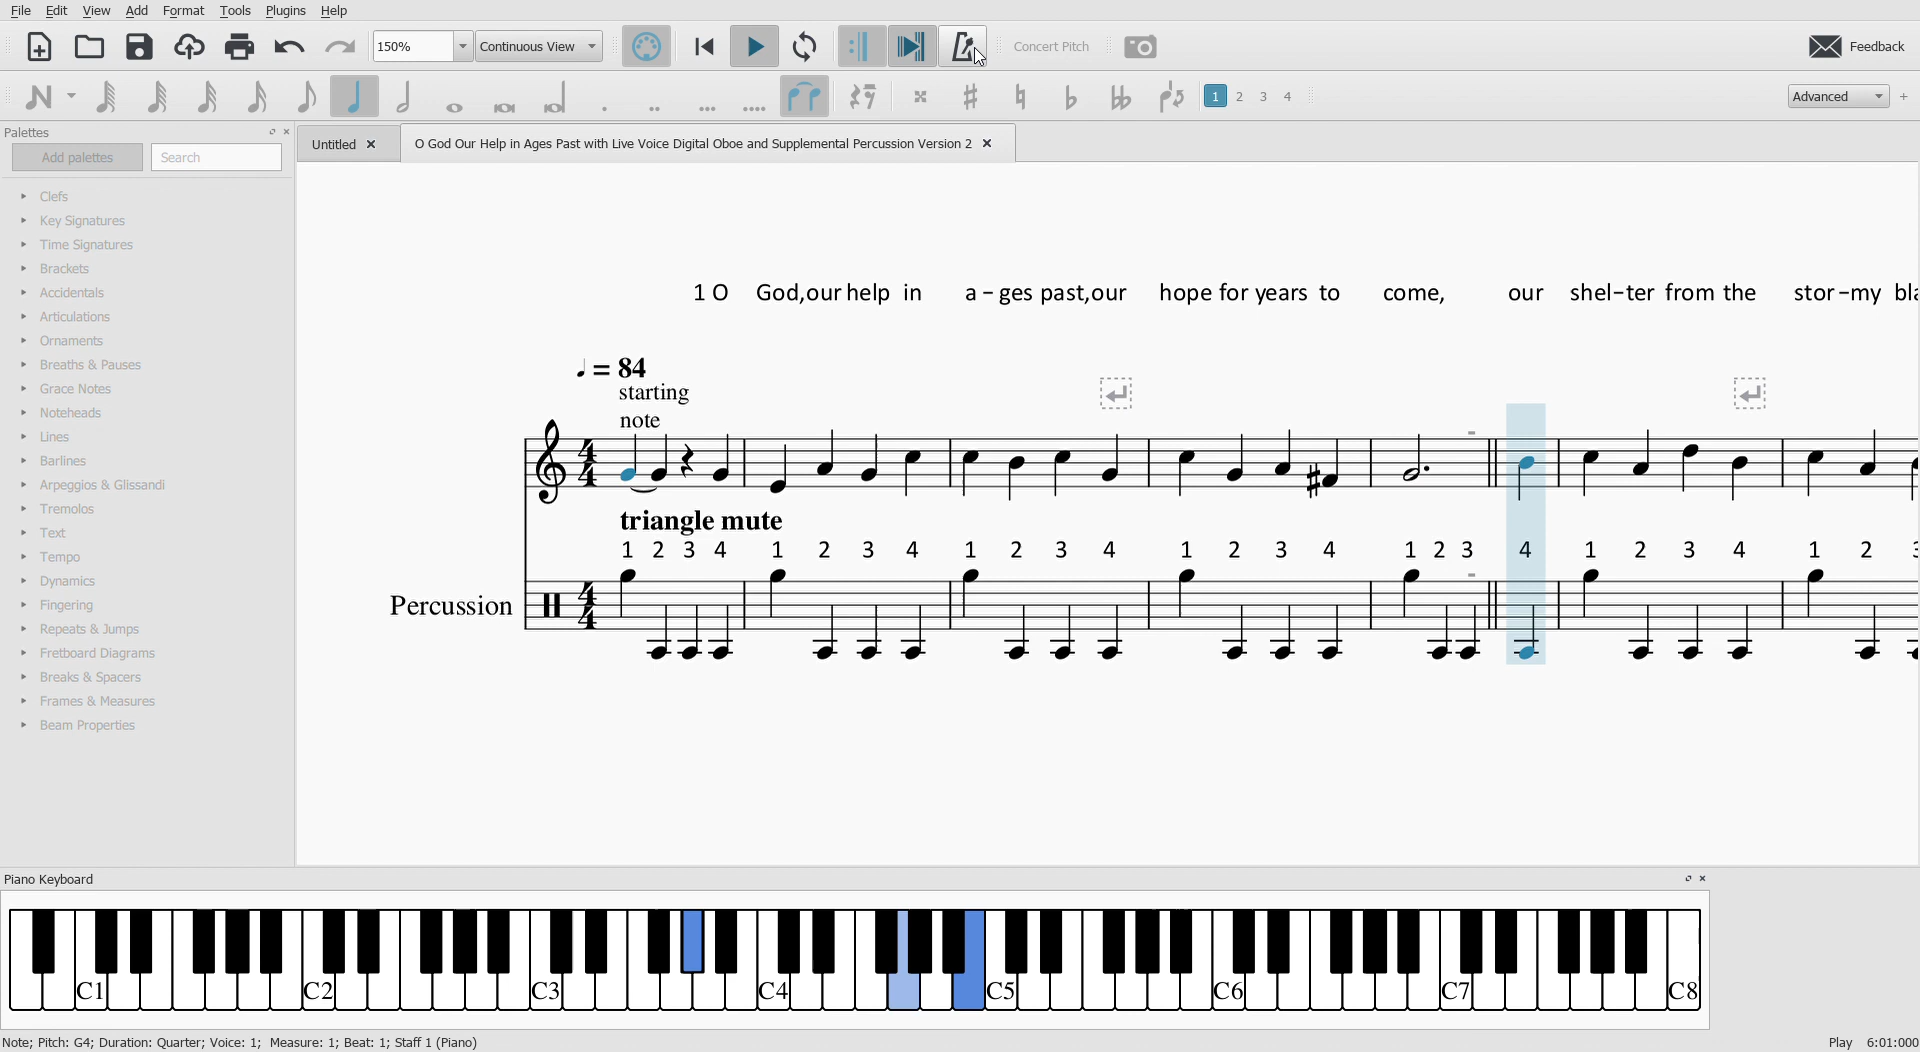 File Edit View Add Format Tools Plugins Help
150% Continuous View Concert Pitch Feedback
1 2 3 4 Advanced +
Palettes
Add palettes Search
Untitled O God Our Help in Ages Past with Live Voice Digital Oboe and Supplemental Percussion Version 2
Clefs
Key Signatures
Time Signatures
Brackets
Accidentals
Articulations
Ornaments
Breaths & Pauses
Grace Notes
Noteheads
Lines
Barlines
Arpeggios & Glissandi
Tremolos
Text
Tempo
Dynamics
Fingering
Repeats & Jumps
Fretboard Diagrams
Breaks & Spacers
Frames & Measures
Beam Properties
1 O God, our help in a – ges past, our hope for years to come, our shel–ter from the stor–my
= 84
starting
note
4
4
triangle mute
1 2 3 4 1 2 3 4 1 2 3 4 1 2 3 4 1 2 3 4 1 2 3 4 1 2
Percussion 4
4
Piano Keyboard
C1 C2 C3 C4 C5 C6 C7 C8
Note; Pitch: G4; Duration: Quarter; Voice: 1; Measure: 1; Beat: 1; Staff 1 (Piano) Play 6:01:000